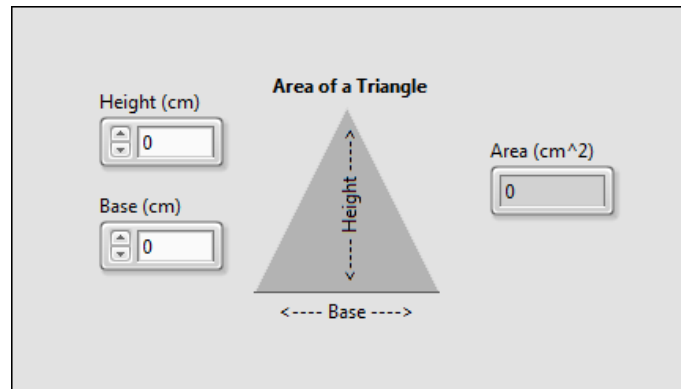 Area of a Triangle
Height (cm)
0
Base (cm)
0
<---- Height ---->
<---- Base ---->
Area (cm^2)
0